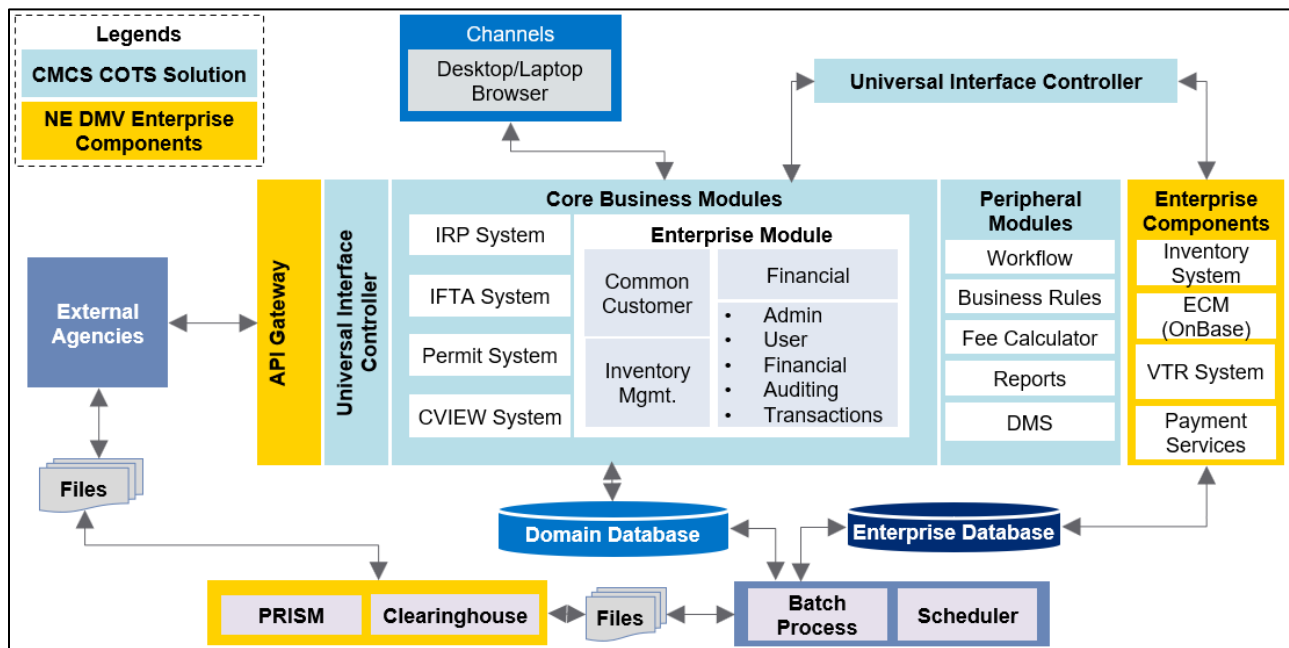 Legends
CMCS COTS Solution
NE DMV Enterprise
Components
Channels
Desktop/Laptop
Browser
Universal Interface Controller
External
Agencies
API Gateway
Universal Interface
Controller
Core Business Modules
IRP System
IFTA System
Permit System
CVIEW System
Enterprise Module
Common
Customer
Inventory
Mgmt.
Financial
• Admin
• User
• Financial
• Auditing
• Transactions
Peripheral
Modules
Workflow
Business Rules
Fee Calculator
Reports
DMS
Enterprise
Components
Inventory
System
ECM
(OnBase)
VTR System
Payment
Services
Files
Domain Database
Enterprise Database
PRISM
Clearinghouse
Files
Batch
Process
Scheduler